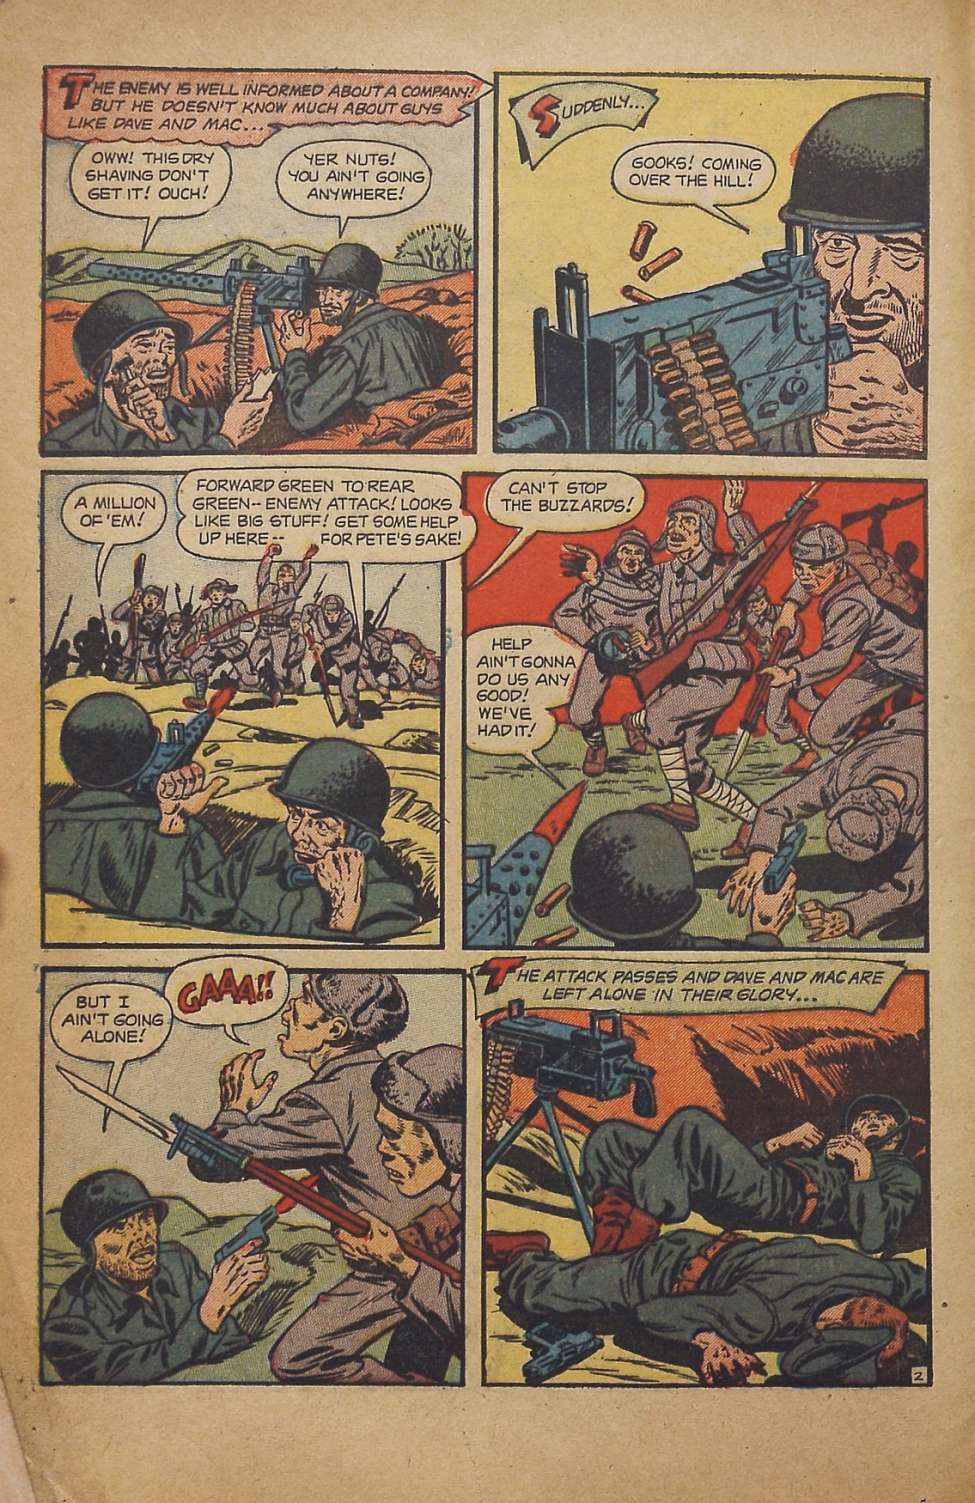 THE ENEMY IS WELL INFORMED ABOUT A COMPANY!
BUT HE DOESN'T KNOW MUCH ABOUT GUYS
LIKE DAVE AND MAC...
OWW! THIS DRY
SHAVING DON'T
GET IT! OUCH!
YER NUTS!
YOU AIN'T GOING
ANYWHERE!
SUDDENLY...
GOOKS! COMING
OVER THE HILL!
A MILLION
OF 'EM!
FORWARD GREEN TO REAR
GREEN-- ENEMY ATTACK! LOOKS
LIKE BIG STUFF! GET SOME HELP
UP HERE-- FOR PETE'S SAKE!
CAN'T STOP
THE BUZZARDS!
HELP
AIN'T GONNA
DO US ANY
GOOD!
WE'VE
HAD IT!
BUT I
AIN'T GOING
ALONE!
GAAA!!
THE ATTACK PASSES AND DAVE AND MAC ARE
LEFT ALONE IN THEIR GLORY...
2